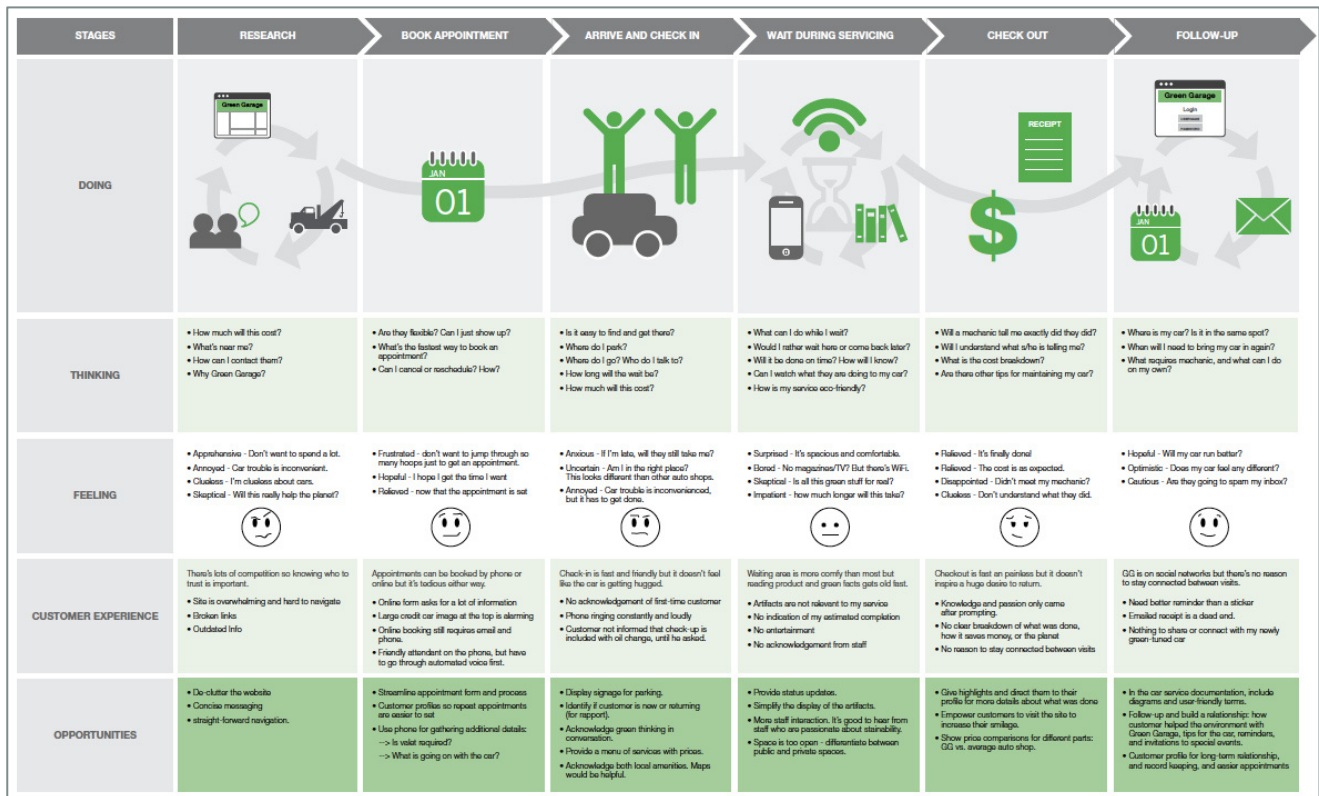 STAGES
RESEARCH
BOOK APPOINTMENT
ARRIVE AND CHECK IN
WAIT DURING SERVICING
CHECK OUT
FOLLOW-UP
DOING
Green Garage
JAN
01
RECEIPT
$
Green Garage
Login
JAN
01
THINKING
• How much will this cost?
• What's near me?
• How can I contact them?
• Why Green Garage?
• Are they flexible? Can I just show up?
• What's the fastest way to book an
appointment?
• Can I cancel or reschedule? How?
• Is it easy to find and get there?
• Where do I park?
• Where do I go? Who do I talk to?
• How long will the wait be?
• How much will this cost?
• What can I do while I wait?
• Would I rather wait here or come back later?
• Will it be done on time? How will I know?
• Can I watch what they are doing to my car?
• How is my service eco-friendly?
• Will a mechanic tell me exactly did they did?
• Will I understand what s/he is telling me?
• What is the cost breakdown?
• Are there other tips for maintaining my car?
• Where is my car? Is it in the same spot?
• When will I need to bring my car in again?
• What requires mechanic, and what can I do
on my own?
FEELING
• Apprehensive - Don't want to spend a lot.
• Annoyed - Car trouble is inconvenient.
• Clueless - I'm clueless about cars.
• Skeptical - Will this really help the planet?
• Frustrated - don't want to jump through so
many hoops just to get an appointment.
• Hopeful - I hope I get the time I want
• Relieved - now that the appointment is set
• Anxious - If I'm late, will they still take me?
• Uncertain - Am I in the right place?
This looks different than other auto shops.
• Annoyed - Car trouble is inconvenienced,
but it has to get done.
• Surprised - It's spacious and comfortable.
• Bored - No magazines/TV? But there's WiFi.
• Skeptical - Is all this green stuff for real?
• Impatient - how much longer will this take?
• Relieved - It's finally done!
• Relieved - The cost is as expected.
• Disappointed - Didn't meet my mechanic?
• Clueless - Don't understand what they did.
• Hopeful - Will my car run better?
• Optimistic - Does my car feel any different?
• Cautious - Are they going to spam my inbox?
CUSTOMER EXPERIENCE
There's lots of competition so knowing who to
trust is important.
• Site is overwhelming and hard to navigate
• Broken links
• Outdated Info
Appointments can be booked by phone or
online but it's tedious either way.
• Online form asks for a lot of information
• Large credit car image at the top is alarming
• Online booking still requires email and
phone.
• Friendly attendant on the phone, but have
to go through automated voice first.
Check-in is fast and friendly but it doesn't feel
like the car is getting hugged.
• No acknowledgement of first-time customer
• Phone ringing constantly and loudly
• Customer not informed that check-up is
included with oil change, until he asked.
Waiting area is more comfy than most but
reading product and green facts gets old fast.
• Artifacts are not relevant to my service
• No indication of my estimated completion
• No entertainment
• No acknowledgement from staff
Checkout is fast an painless but it doesn't
inspire a huge desire to return.
• Knowledge and passion only came
after prompting.
• No clear breakdown of what was done,
how it saves money, or the planet
• No reason to stay connected between visits
GG is on social networks but there's no reason
to stay connected between visits.
• Need better reminder than a sticker
• Emailed receipt is a dead end.
• Nothing to share or connect with my newly
green-tuned car
OPPORTUNITIES
• De-clutter the website
• Concise messaging
• straight-forward navigation.
• Streamline appointment form and process
• Customer profiles so repeat appointments
are easier to set
• Use phone for gathering additional details:
--> Is valet required?
--> What is going on with the car?
• Display signage for parking.
• Identify if customer is new or returning
(for rapport).
• Acknowledge green thinking in
conversation.
• Provide a menu of services with prices.
• Acknowledge both local amenities. Maps
would be helpful.
• Provide status updates.
• Simplify the display of the artifacts.
• More staff interaction. It's good to hear from
staff who are passionate about stainability.
• Space is too open - differentiate between
public and private spaces.
• Give highlights and direct them to their
profile for more details about what was done
• Empower customers to visit the site to
increase their smileage.
• Show price comparisons for different parts:
GG vs. average auto shop.
• In the car service documentation, include
diagrams and user-friendly terms.
• Follow-up and build a relationship: how
customer helped the environment with
Green Garage, tips for the car, reminders,
and invitations to special events.
• Customer profile for long-term relationship,
and record keeping, and easier appointments